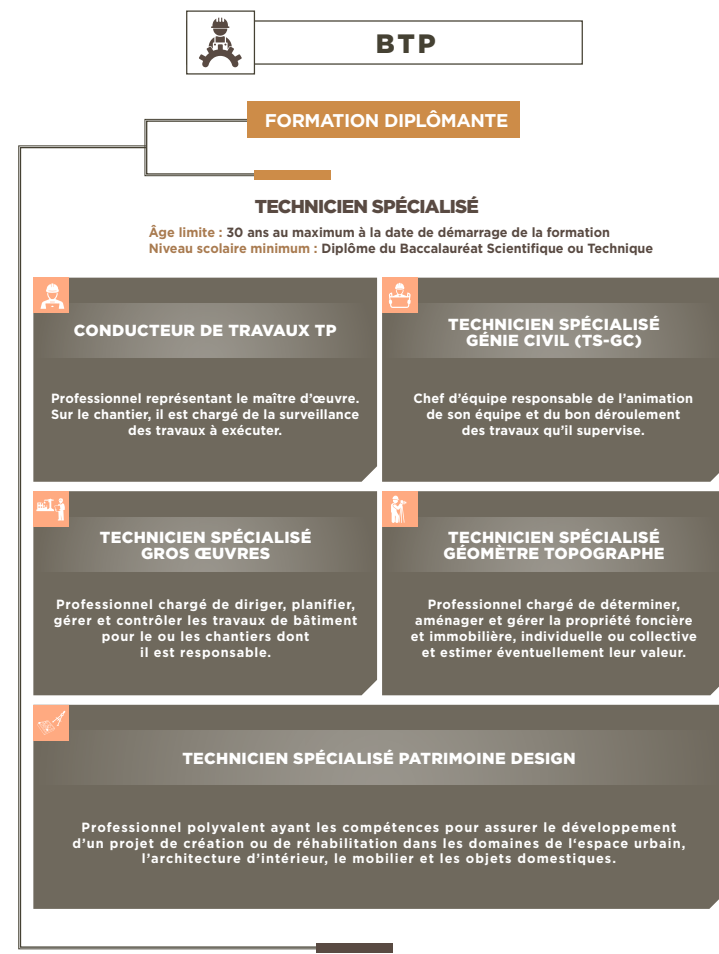 BTP
FORMATION DIPLÔMANTE
TECHNICIEN SPÉCIALISÉ
Âge limite : 30 ans au maximum à la date de démarrage de la formation
Niveau scolaire minimum : Diplôme du Baccalauréat Scientifique ou Technique
CONDUCTEUR DE TRAVAUX TP
Professionnel représentant le maître d’œuvre.
Sur le chantier, il est chargé de la surveillance
des travaux à exécuter.
TECHNICIEN SPÉCIALISÉ
GÉNIE CIVIL (TS-GC)
Chef d’équipe responsable de l’animation
de son équipe et du bon déroulement
des travaux qu’il supervise.
TECHNICIEN SPÉCIALISÉ
GROS ŒUVRES
Professionnel chargé de diriger, planifier,
gérer et contrôler les travaux de bâtiment
pour le ou les chantiers dont
il est responsable.
TECHNICIEN SPÉCIALISÉ
GÉOMÈTRE TOPOGRAPHE
Professionnel chargé de déterminer,
aménager et gérer la propriété foncière
et immobilière, individuelle ou collective
et estimer éventuellement leur valeur.
TECHNICIEN SPÉCIALISÉ PATRIMOINE DESIGN
Professionnel polyvalent ayant les compétences pour assurer le développement
d’un projet de création ou de réhabilitation dans les domaines de l‘espace urbain,
l’architecture d’intérieur, le mobilier et les objets domestiques.